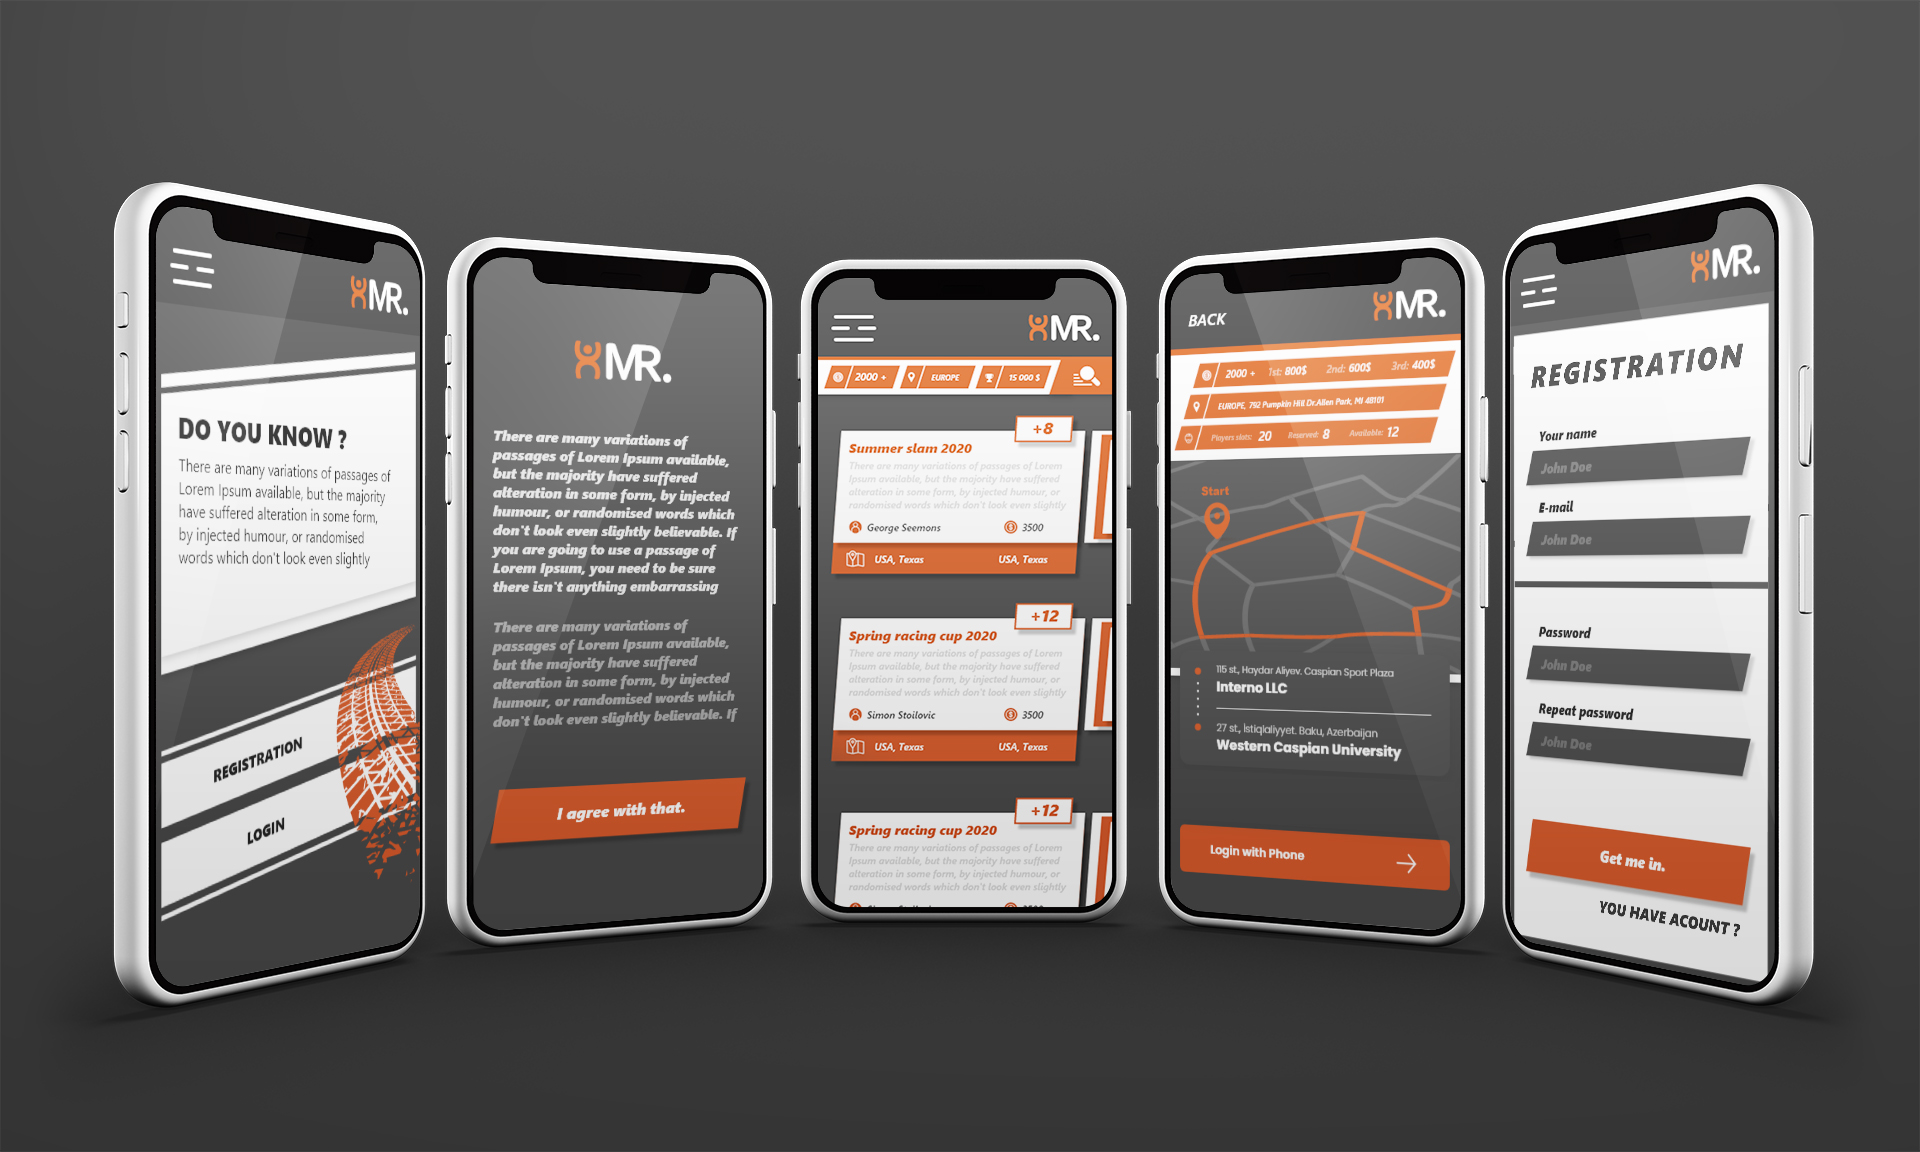 MR.
DO YOU KNOW ?
There are many variations of passages of
Lorem Ipsum available, but the majority
have suffered alteration in some form,
by injected humour, or randomised
words which don't look even slightly
REGISTRATION
LOGIN
MR.
There are many variations of
passages of Lorem Ipsum available,
but the majority have suffered
alteration in some form, by injected
humour, or randomised words which
don't look even slightly believable. If
you are going to use a passage of
Lorem Ipsum, you need to be sure
there isn't anything embarrassing
There are many variations of
passages of Lorem Ipsum available,
but the majority have suffered
alteration in some form, by injected
humour, or randomised words which
don't look even slightly believable. If
I agree with that.
MR.
2000 + EUROPE 15 000 $
+8
Summer slam 2020
There are many variations of passages of Lorem
Ipsum available, but the majority have suffered
alteration in some form, by injected humour, or
randomised words which don't look even slightly
George Seemons 3500
USA, Texas USA, Texas
+12
Spring racing cup 2020
There are many variations of passages of Lorem
Ipsum available, but the majority have suffered
alteration in some form, by injected humour, or
randomised words which don't look even slightly
Simon Stoilovic 3500
USA, Texas USA, Texas
+12
Spring racing cup 2020
There are many variations of passages of Lorem
Ipsum available, but the majority have suffered
alteration in some form, by injected humour, or
randomised words which don't look even slightly
BACK
MR.
2000 + 1st: 800$ 2nd: 600$ 3rd: 400$
EUROPE, 792 Pumpkin Hill Dr.Allen Park, MI 48101
Players slots: 20 Reserved: 8 Available: 12
Start
115 st., Haydar Aliyev. Caspian Sport Plaza
Interno LLC
27 st., İstiqlaliyyet. Baku, Azerbaijan
Western Caspian University
Login with Phone
MR.
REGISTRATION
Your name
John Doe
E-mail
John Doe
Password
John Doe
Repeat password
John Doe
Get me in.
YOU HAVE ACOUNT ?